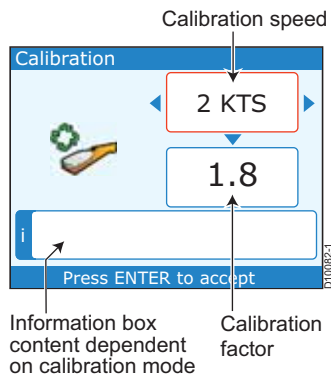 Calibration speed
Calibration
2 KTS
1.8
i
Press ENTER to accept
D10082-1
Information box
content dependent
on calibration mode
Calibration
factor